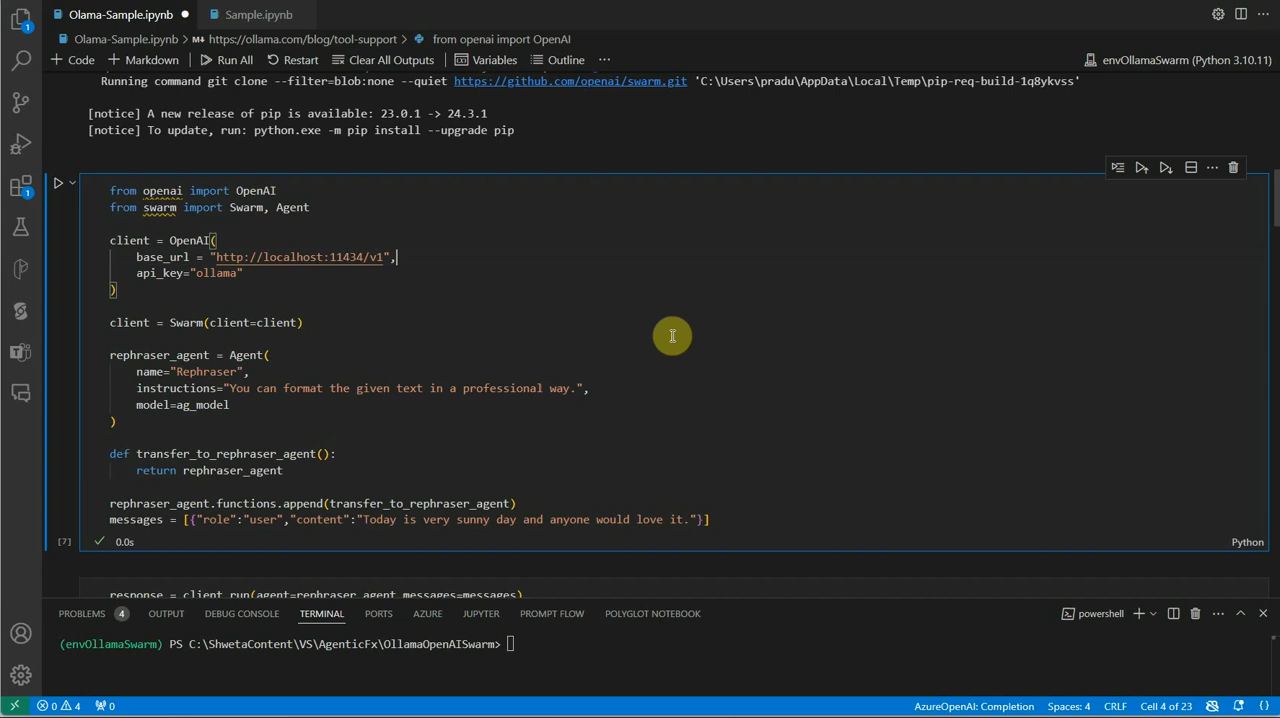 Olama-Sample.ipynb
Sample.ipynb
Olama-Sample.ipynb > https://ollama.com/blog/tool-support > from openai import OpenAI
+ Code + Markdown Run All Restart Clear All Outputs Variables Outline ...
envOllamaSwarm (Python 3.10.11)
Running command git clone --filter=blob:none --quiet https://github.com/openai/swarm.git 'C:\Users\pradu\AppData\Local\Temp\pip-req-build-1q8ykvss'
[notice] A new release of pip is available: 23.0.1 -> 24.3.1
[notice] To update, run: python.exe -m pip install --upgrade pip
from openai import OpenAI
from swarm import Swarm, Agent
client = OpenAI(
base_url = "http://localhost:11434/v1",
api_key="ollama"
)
client = Swarm(client=client)
rephraser_agent = Agent(
name="Rephraser",
instructions="You can format the given text in a professional way.",
model=ag_model
)
def transfer_to_rephraser_agent():
return rephraser_agent
rephraser_agent.functions.append(transfer_to_rephraser_agent)
messages = [{"role":"user","content":"Today is very sunny day and anyone would love it."}]
[7] 0.0s Python
response = client.run(agent=rephraser_agent, messages=messages)
PROBLEMS 4 OUTPUT DEBUG CONSOLE TERMINAL PORTS AZURE JUPYTER PROMPT FLOW POLYGLOT NOTEBOOK
powershell
(envOllamaSwarm) PS C:\ShwetaContent\VS\AgenticFx\OllamaOpenAISwarm>
0 4 0
AzureOpenAI: Completion Spaces: 4 CRLF Cell 4 of 23
1
1